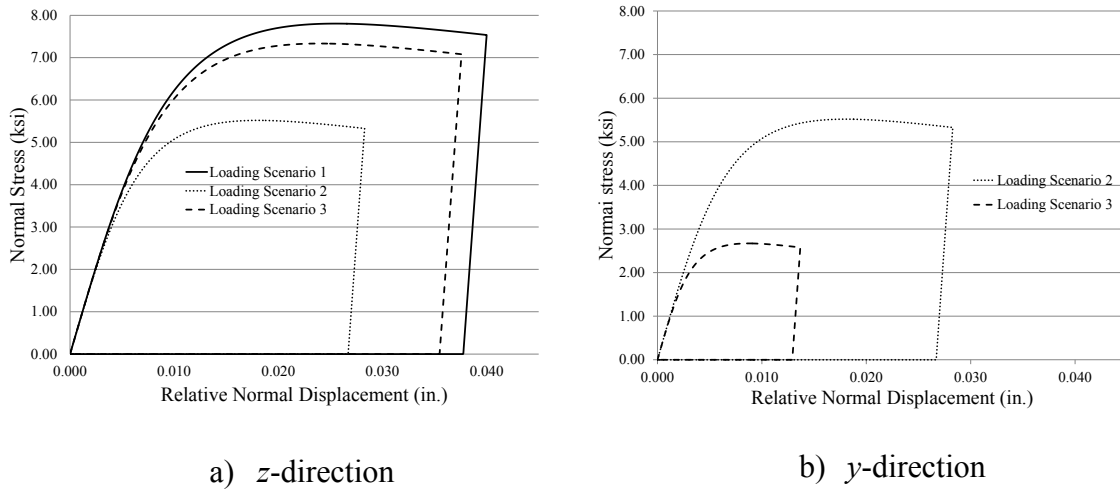 8.00
7.00
6.00
5.00
4.00
3.00
2.00
1.00
0.00
Normal Stress (ksi)
Loading Scenario 1
Loading Scenario 2
Loading Scenario 3
0.000 0.010 0.020 0.030 0.040
Relative Normal Displacement (in.)
a) z-direction
8.00
7.00
6.00
5.00
4.00
3.00
2.00
1.00
0.00
Normai stress (ksi)
Loading Scenario 2
Loading Scenario 3
0.000 0.010 0.020 0.030 0.040
Relative Normal Displacement (in.)
b) y-direction